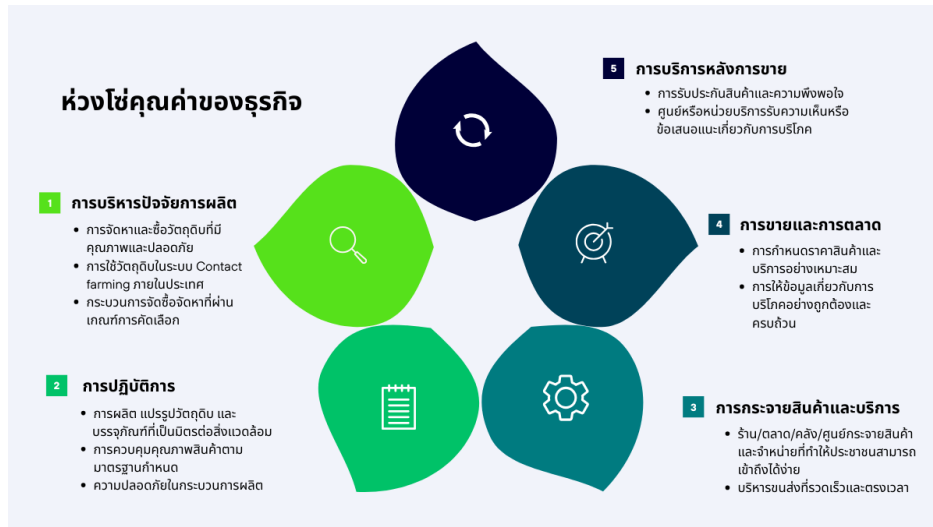 ห่วงโซ่คุณค่าของธุรกิจ
1 การบริหารปัจจัยการผลิต
• การจัดหาและซื้อวัตถุดิบที่มี
คุณภาพและปลอดภัย
• การใช้วัตถุดิบในระบบ Contact
farming ภายในประเทศ
• กระบวนการจัดซื้อจัดหาที่ผ่าน
เกณฑ์การคัดเลือก
2 การปฏิบัติการ
• การผลิต แปรรูปวัตถุดิบ และ
บรรจุภัณฑ์ที่เป็นมิตรต่อสิ่งแวดล้อม
• การควบคุมคุณภาพสินค้าตาม
มาตรฐานกำหนด
• ความปลอดภัยในกระบวนการผลิต
3 การกระจายสินค้าและบริการ
• ร้าน/ตลาด/คลัง/ศูนย์กระจายสินค้า
และจำหน่ายที่ทำให้ประชาชนสามารถ
เข้าถึงได้ง่าย
• บริหารขนส่งที่รวดเร็วและตรงเวลา
4 การขายและการตลาด
• การกำหนดราคาสินค้าและ
บริการอย่างเหมาะสม
• การให้ข้อมูลเกี่ยวกับการ
บริโภคอย่างถูกต้องและ
ครบถ้วน
5 การบริการหลังการขาย
• การรับประกันสินค้าและความพึงพอใจ
• ศูนย์หรือหน่วยบริการรับความเห็นหรือ
ข้อเสนอแนะเกี่ยวกับการบริโภค